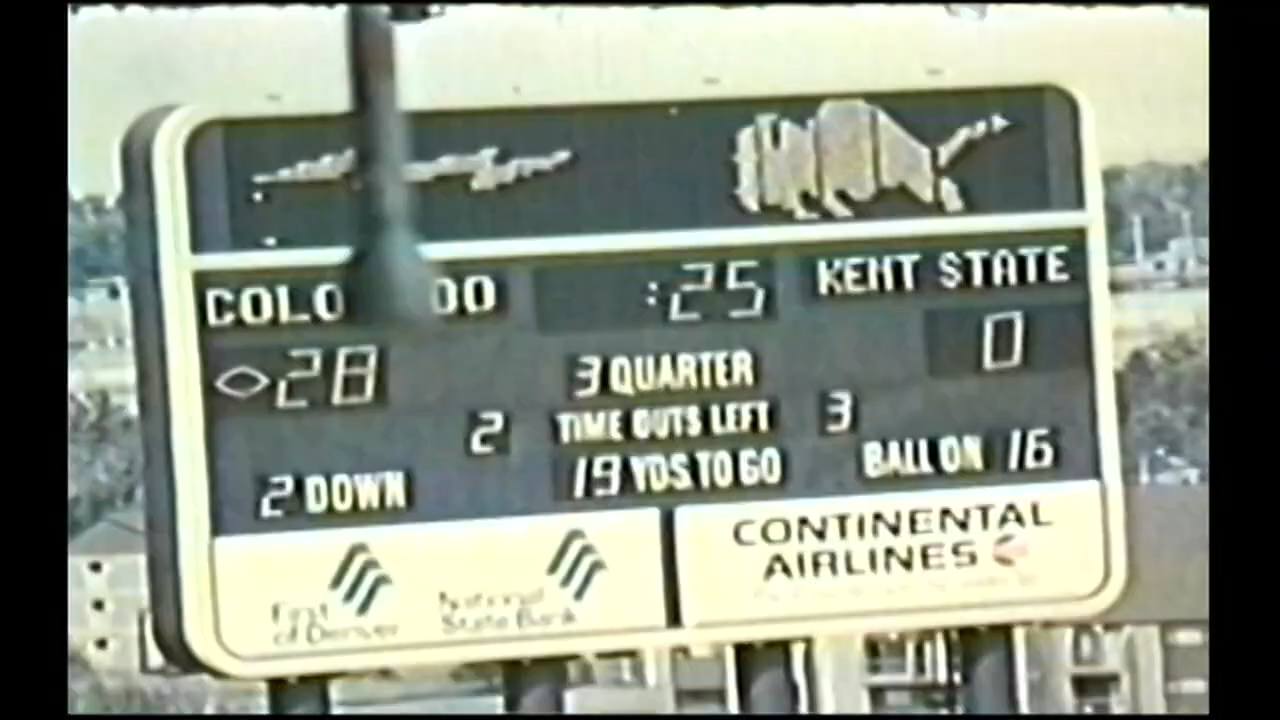 COLO DO :25 KENT STATE
28 0
3 QUARTER
2 TIME OUTS LEFT 3
2 DOWN 19 YDS. TO GO BALL ON 16
First of Denver
National State Bank
CONTINENTAL
AIRLINES